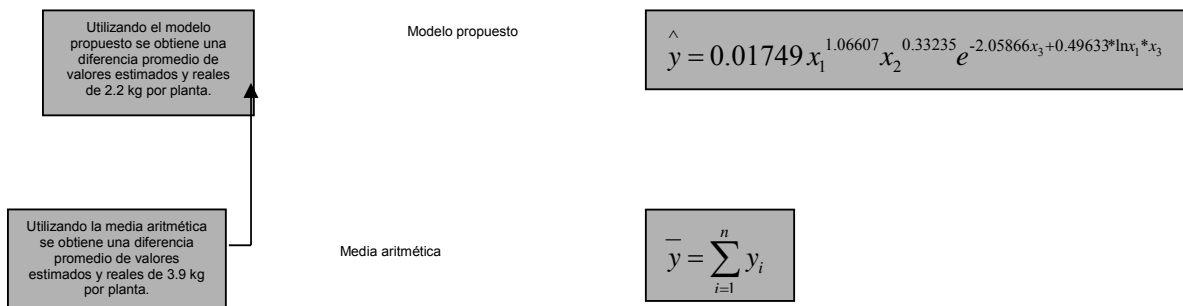 Utilizando el modelo
propuesto se obtiene una
diferencia promedio de
valores estimados y reales
de 2.2 kg por planta.
Modelo propuesto
ŷ = 0.01749 x₁^1.06607 x₂^0.33235 e^-2.05866x₃+0.49633*lnx₁*x₃
Utilizando la media aritmética
se obtiene una diferencia
promedio de valores
estimados y reales de 3.9 kg
por planta.
Media aritmética
y̅ = ∑_{i=1}^{n} y_i